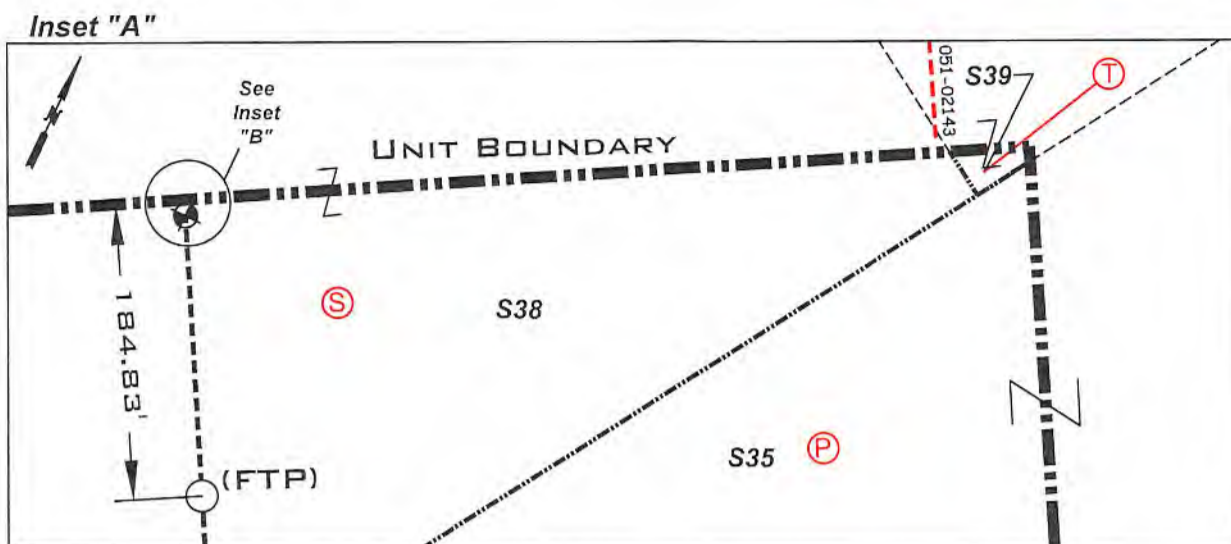 Inset "A"
See
Inset
"B"
UNIT BOUNDARY
051-02143
S39
T
184.83'
S
S38
S35
P
(FTP)